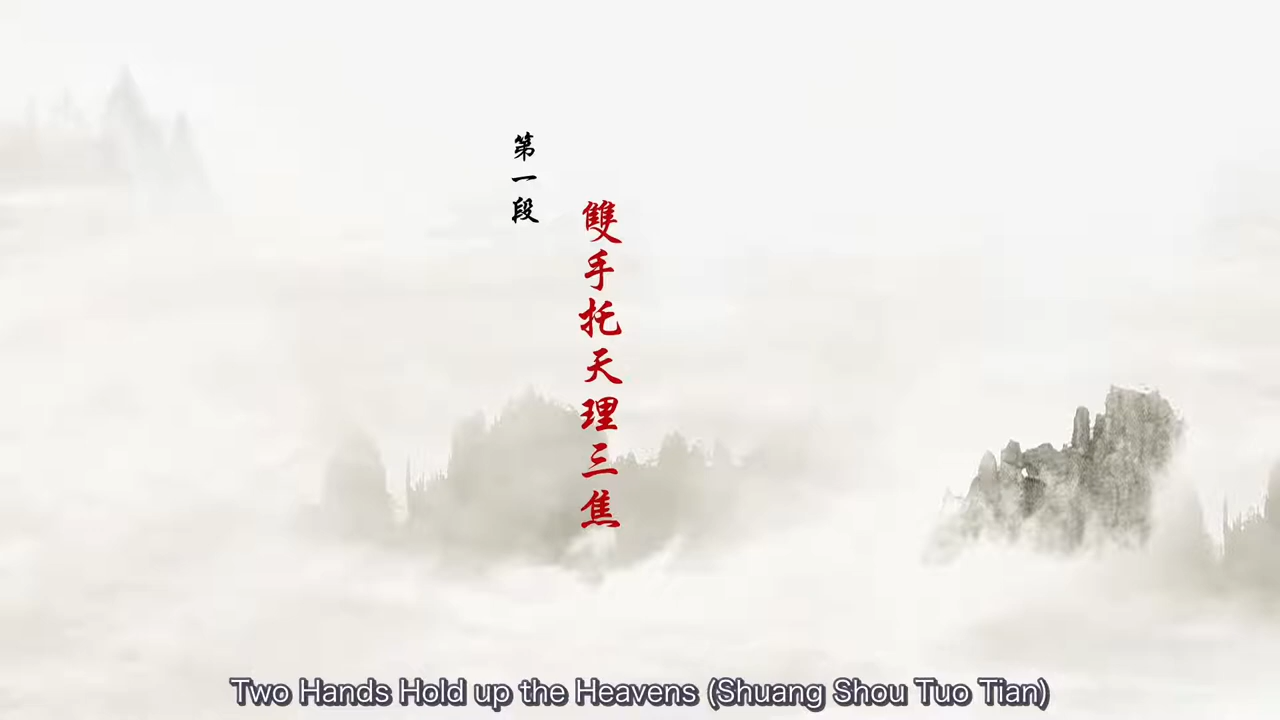 第一段
雙手托天理三焦
Two Hands Hold up the Heavens (Shuang Shou Tuo Tian)